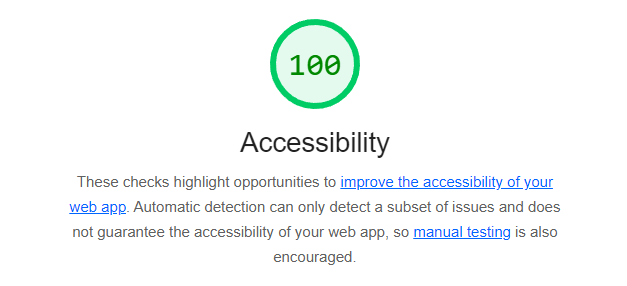 100
Accessibility
These checks highlight opportunities to improve the accessibility of your
web app. Automatic detection can only detect a subset of issues and does
not guarantee the accessibility of your web app, so manual testing is also
encouraged.